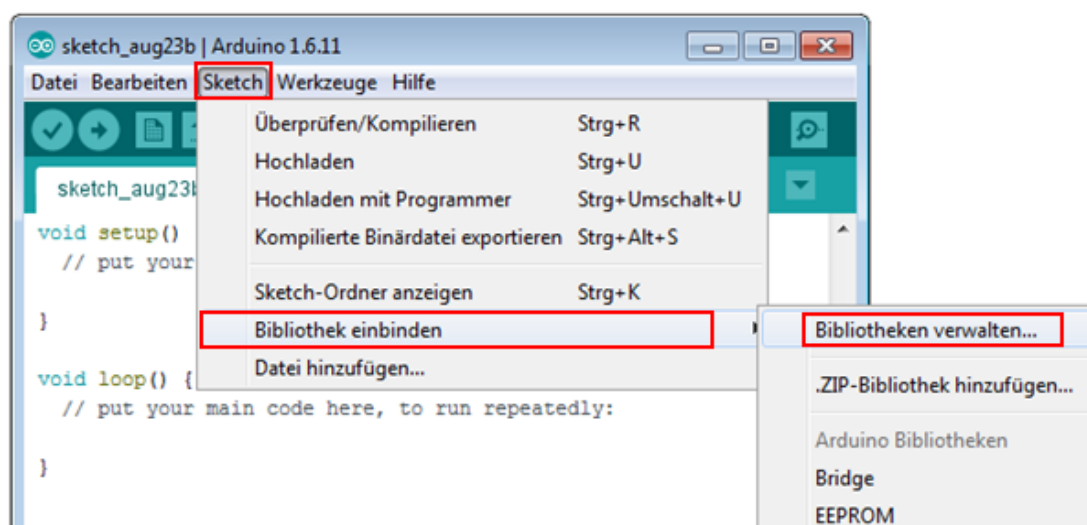 sketch_aug23b | Arduino 1.6.11
Datei Bearbeiten Sketch Werkzeuge Hilfe
Überprüfen/Kompilieren Strg+R
Hochladen Strg+U
Hochladen mit Programmer Strg+Umschalt+U
Kompilierte Binärdatei exportieren Strg+Alt+S
Sketch-Ordner anzeigen Strg+K
Bibliothek einbinden
Datei hinzufügen...
Bibliotheken verwalten...
.ZIP-Bibliothek hinzufügen...
Arduino Bibliotheken
Bridge
EEPROM
sketch_aug23b
void setup()
// put your
}
void loop() {
// put your main code here, to run repeatedly:
}